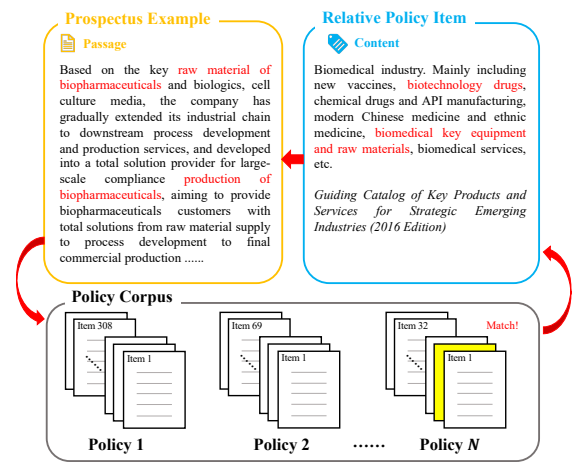 Prospectus Example
Passage
Based on the key raw material of
biopharmaceuticals and biologics, cell
culture media, the company has
gradually extended its industrial chain
to downstream process development
and production services, and developed
into a total solution provider for large-
scale compliance production of
biopharmaceuticals, aiming to provide
biopharmaceuticals customers with
total solutions from raw material supply
to process development to final
commercial production ......
Relative Policy Item
Content
Biomedical industry. Mainly including
new vaccines, biotechnology drugs,
chemical drugs and API manufacturing,
modern Chinese medicine and ethnic
medicine, biomedical key equipment
and raw materials, biomedical services,
etc.
Guiding Catalog of Key Products and
Services for Strategic Emerging
Industries (2016 Edition)
Policy Corpus
Item 308
Item 1
Item 69
Item 1
Item 32
Match!
Item 1
Policy 1
Policy 2
......
Policy N